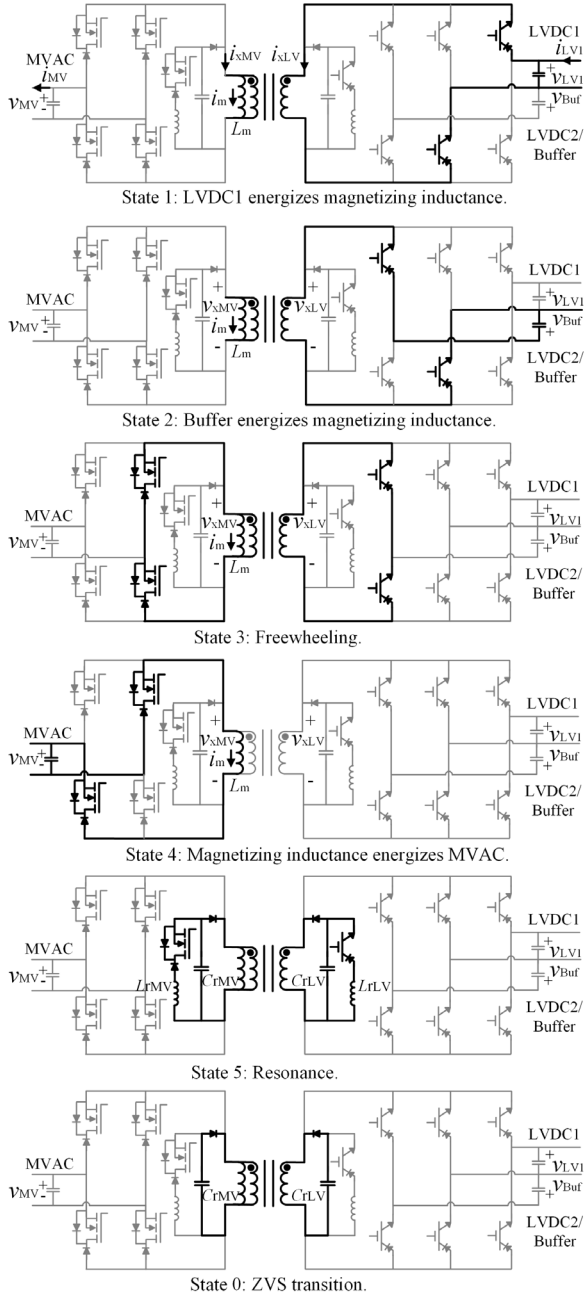 MVAC
iMV
vMV
+
-
ixMV
ixLV
im
Lm
LVDC1
iLV1
+
vLV1
vBuf
+
LVDC2/
Buffer
State 1: LVDC1 energizes magnetizing inductance.
MVAC
vMV
+
-
+
vxMV
im
-
Lm
+
vxLV
-
LVDC1
+
vLV1
vBuf
+
LVDC2/
Buffer
State 2: Buffer energizes magnetizing inductance.
MVAC
vMV
+
-
+
vxMV
im
-
Lm
+
vxLV
-
LVDC1
+
vLV1
vBuf
+
LVDC2/
Buffer
State 3: Freewheeling.
MVAC
vMV
+
-
+
vxMV
im
-
Lm
+
vxLV
-
LVDC1
+
vLV1
vBuf
+
LVDC2/
Buffer
State 4: Magnetizing inductance energizes MVAC.
MVAC
vMV
+
-
LrMV
CrMV
CrLV
LrLV
LVDC1
+
vLV1
vBuf
+
LVDC2/
Buffer
State 5: Resonance.
MVAC
vMV
+
-
CrMV
CrLV
LVDC1
+
vLV1
vBuf
+
LVDC2/
Buffer
State 0: ZVS transition.